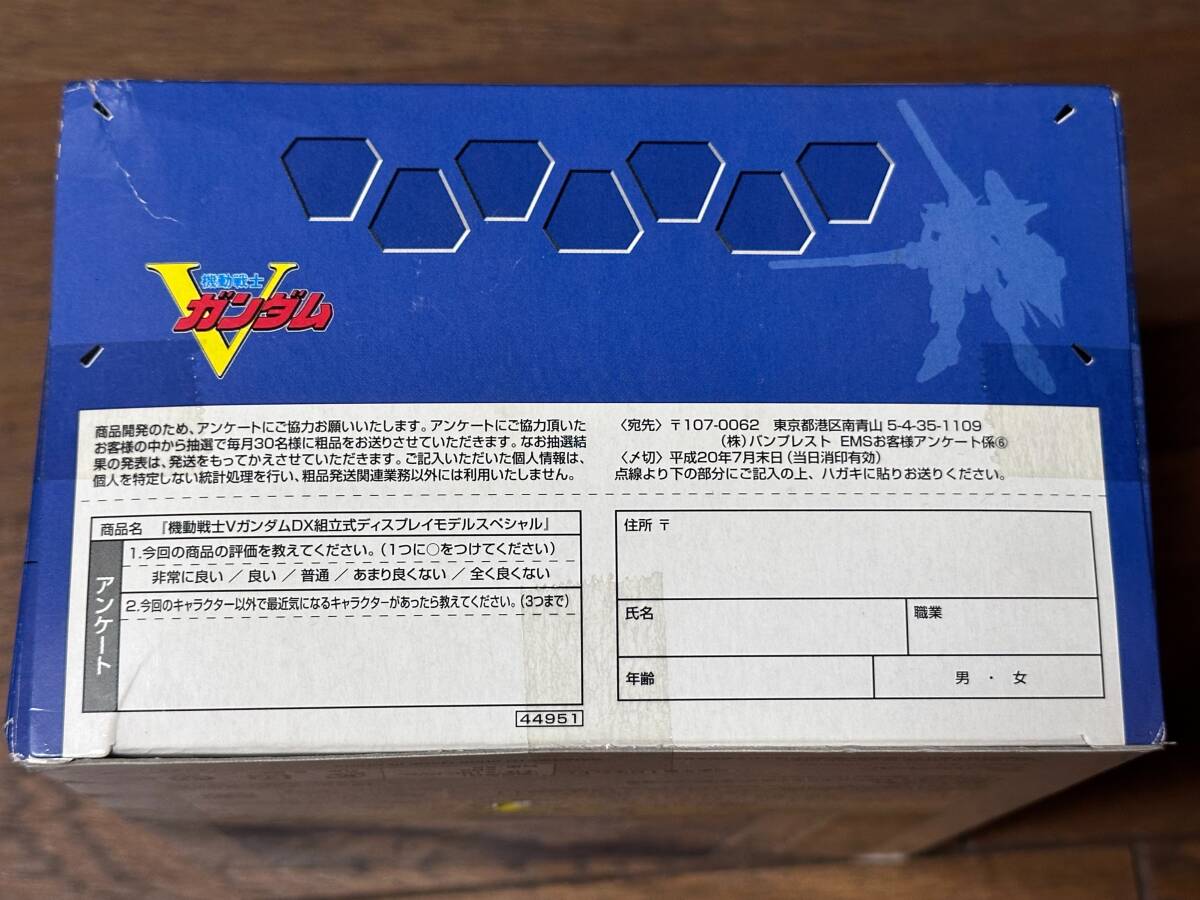 機動戦士
Vガンダム
商品開発のため、アンケートにご協力お願いいたします。アンケートにご協力頂いた
お客様の中から抽選で毎月30名様に粗品をお送りさせていただきます。なお抽選結
果の発表は、発送をもってかえさせていただきます。ご記入いただいた個人情報は、
個人を特定しない統計処理を行い、粗品発送関連業務以外には利用いたしません。
〈宛先〉〒107-0062 東京都港区南青山 5-4-35-1109
(株)バンプレスト EMSお客様アンケート係⑥
〈〆切〉平成20年7月末日(当日消印有効)
点線より下の部分にご記入の上、ハガキに貼りお送りください。
商品名 『機動戦士VガンダムDX組立式ディスプレイモデルスペシャル』
アンケート
1.今回の商品の評価を教えてください。(1つに○をつけてください)
非常に良い / 良い / 普通 / あまり良くない / 全く良くない
2.今回のキャラクター以外で最近気になるキャラクターがあったら教えてください。(3つまで)
44951
住所 〒
氏名
職業
年齢
男 ・ 女